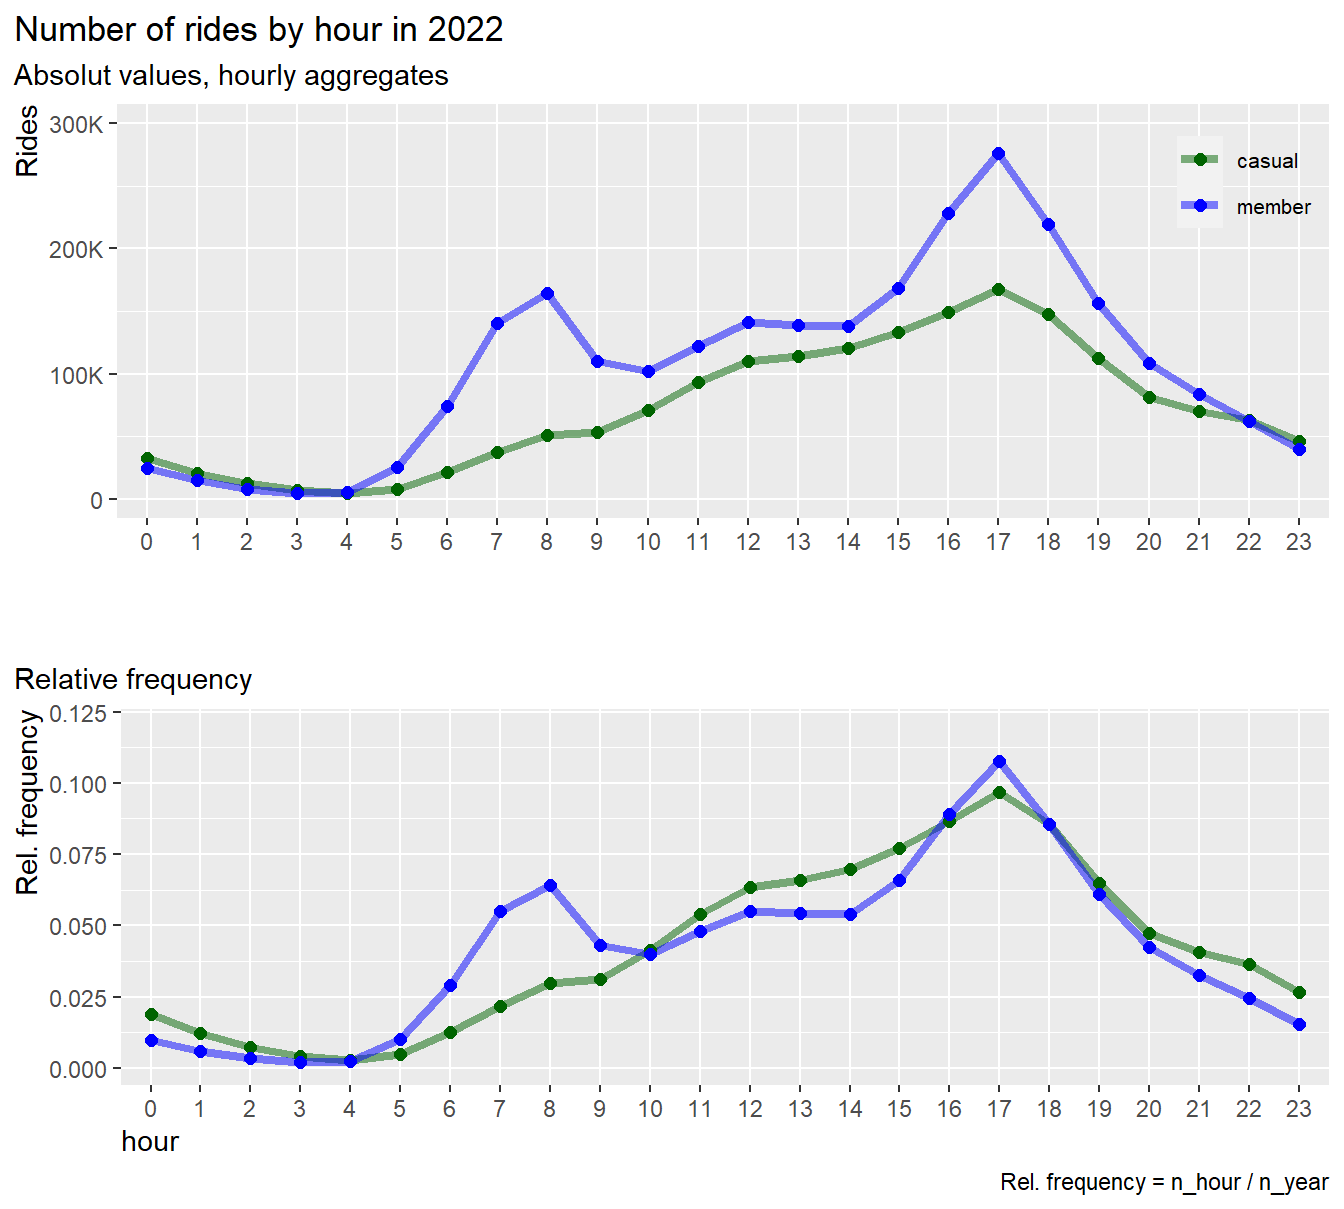 Number of rides by hour in 2022
Absolut values, hourly aggregates
Rides
300K
200K
100K
0
casual
member
0 1 2 3 4 5 6 7 8 9 10 11 12 13 14 15 16 17 18 19 20 21 22 23
Relative frequency
Rel. frequency
0.125
0.100
0.075
0.050
0.025
0.000
0 1 2 3 4 5 6 7 8 9 10 11 12 13 14 15 16 17 18 19 20 21 22 23
hour
Rel. frequency = n_hour / n_year